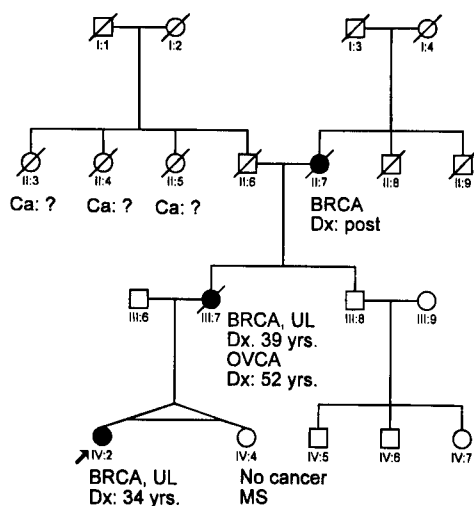 I:1 I:2 I:3 I:4
II:3 II:4 II:5 II:6 II:7 II:8 II:9
Ca: ? Ca: ? Ca: ?
BRCA
Dx: post
III:6 III:7 III:8 III:9
BRCA, UL
Dx. 39 yrs.
OVCA
Dx: 52 yrs.
IV:2 IV:4 IV:5 IV:6 IV:7
BRCA, UL
Dx: 34 yrs.
No cancer
MS